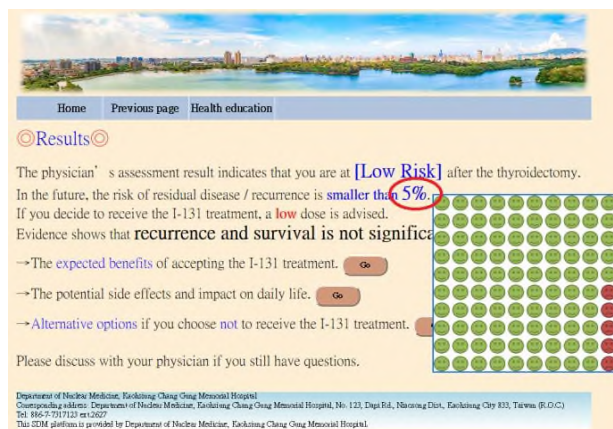 Home Previous page Health education
◎Results◎
The physician’ s assessment result indicates that you are at [Low Risk] after the thyroidectomy.
In the future, the risk of residual disease / recurrence is smaller than 5%.
If you decide to receive the I-131 treatment, a low dose is advised.
Evidence shows that recurrence and survival is not significa
→The expected benefits of accepting the I-131 treatment. Go
→The potential side effects and impact on daily life. Go
→Alternative options if you choose not to receive the I-131 treatment.
Please discuss with your physician if you still have questions.
Department of Nuclear Medicine, Kaohsiung Chang Gung Memorial Hospital
Corresponding address: Department of Nuclear Medicine, Kaohsiung Chang Gung Memorial Hospital, No. 123, Dapi Rd., Niaosong Dist., Kaohsiung City 833, Taiwan (R.O.C.)
Tel: 886-7-7317123 ext.2627
This SDM platform is provided by Department of Nuclear Medicine, Kaohsiung Chang Gung Memorial Hospital.